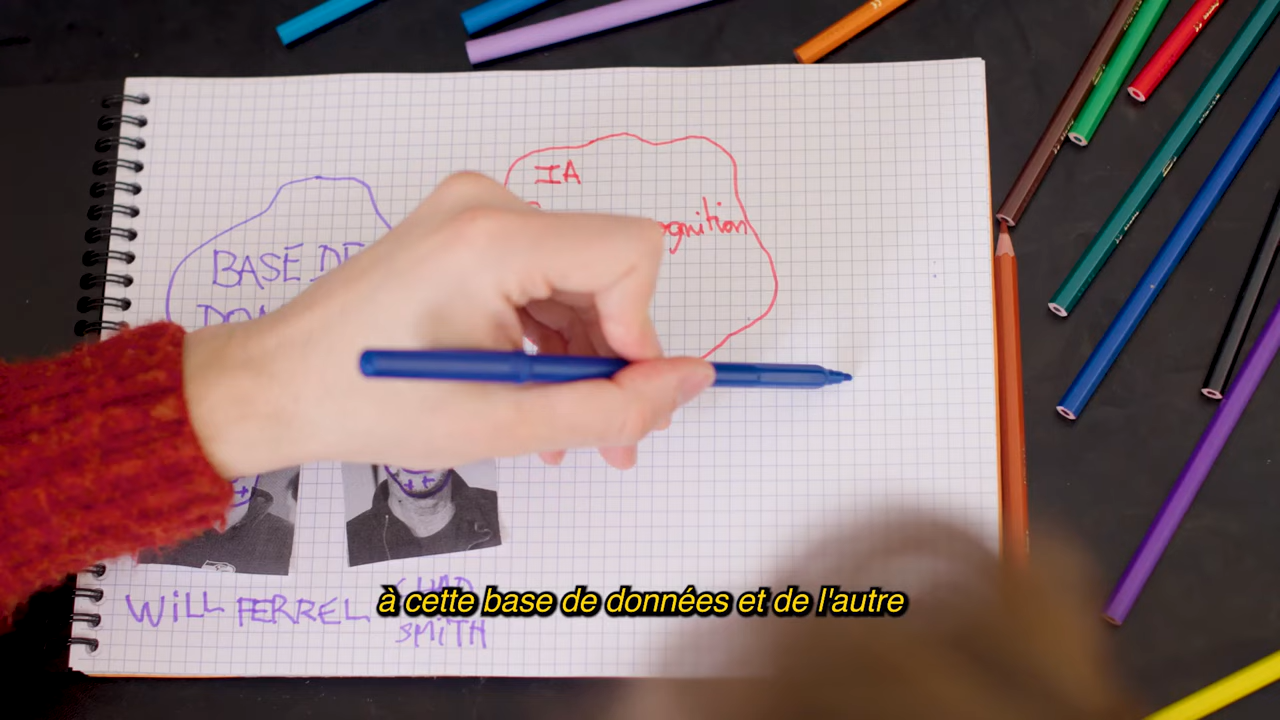 IA
BASE DE
WiLL FERREL
CHAD
SMiTH
à cette base de données et de l'autre